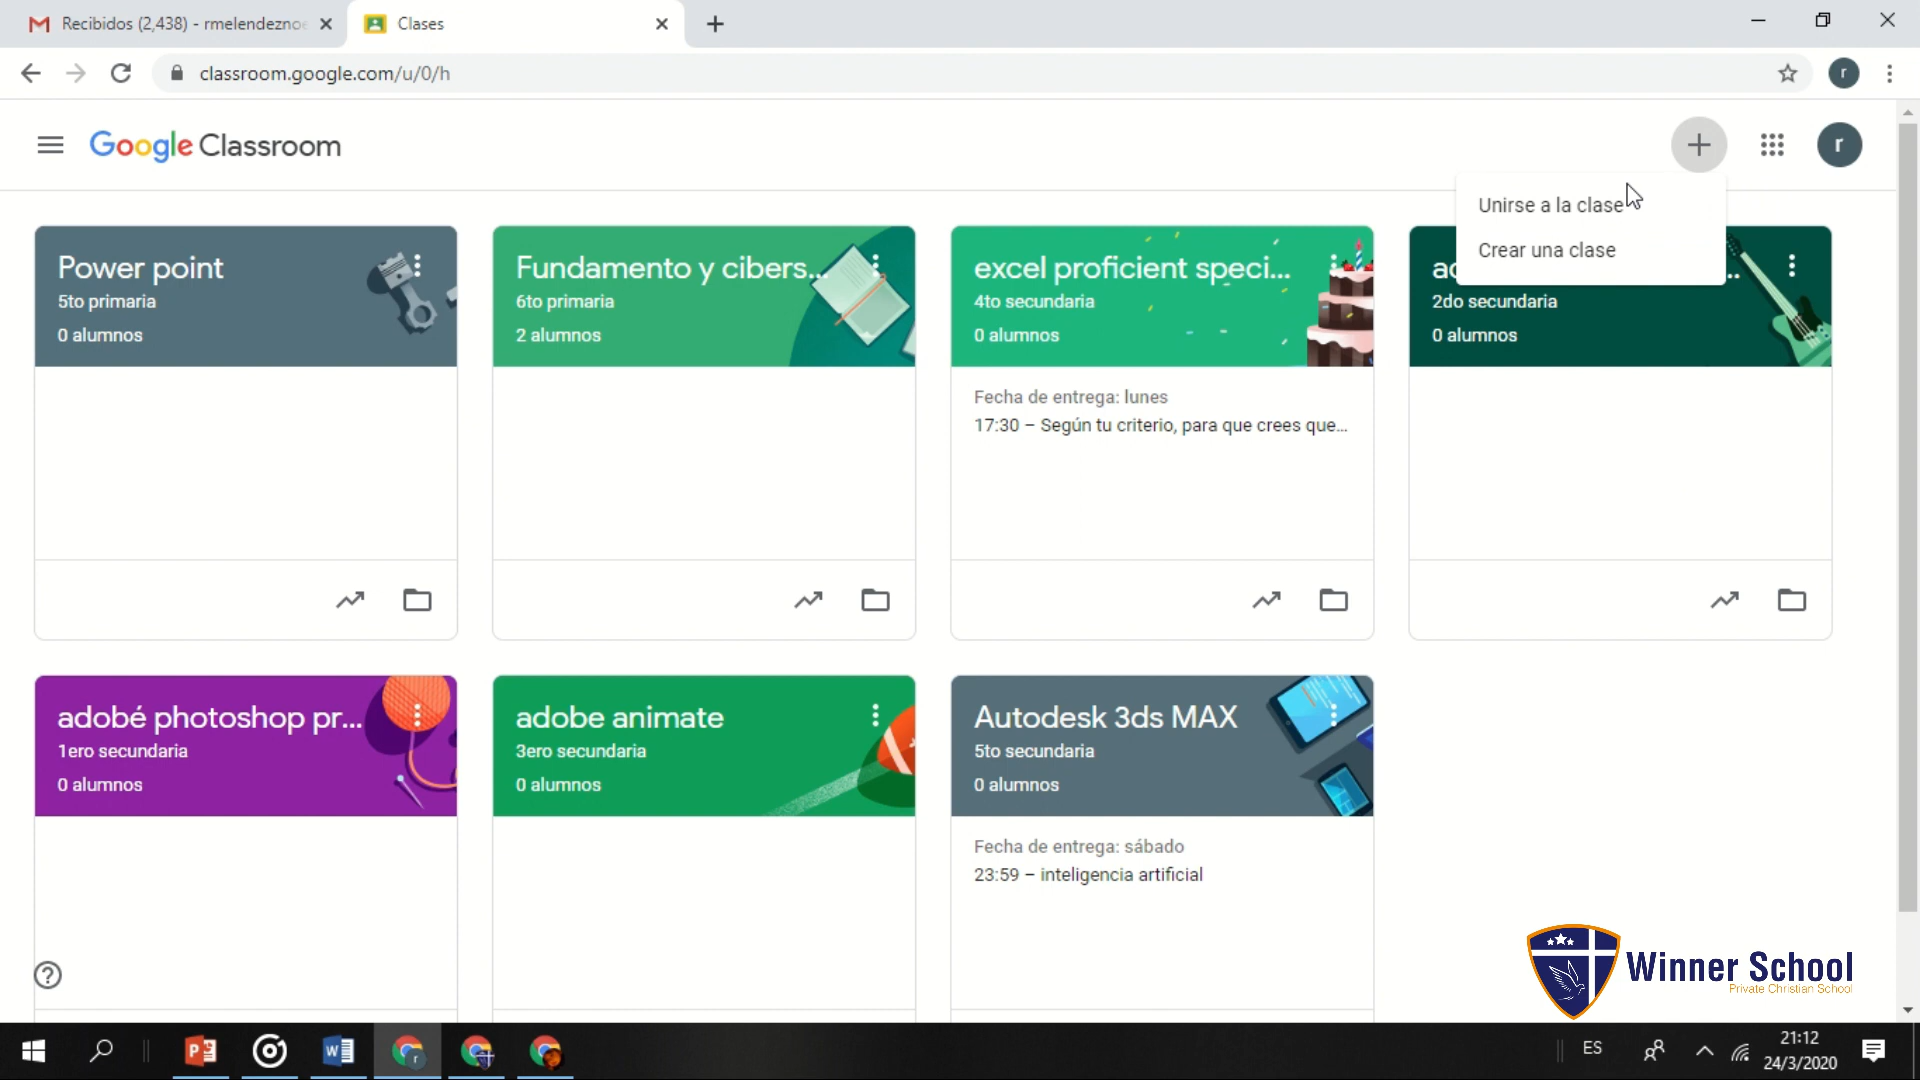 Recibidos (2,438) - rmelendeznoe
Clases
classroom.google.com/u/0/h
r
Google Classroom
r
Unirse a la clase
Crear una clase
Power point
5to primaria
0 alumnos
Fundamento y cibers...
6to primaria
2 alumnos
excel proficient speci...
4to secundaria
0 alumnos
Fecha de entrega: lunes
17:30 – Según tu criterio, para que crees que...
2do secundaria
0 alumnos
adobé photoshop pr...
1ero secundaria
0 alumnos
adobe animate
3ero secundaria
0 alumnos
Autodesk 3ds MAX
5to secundaria
0 alumnos
Fecha de entrega: sábado
23:59 – inteligencia artificial
Winner School
Private Christian School
ES
21:12
24/3/2020